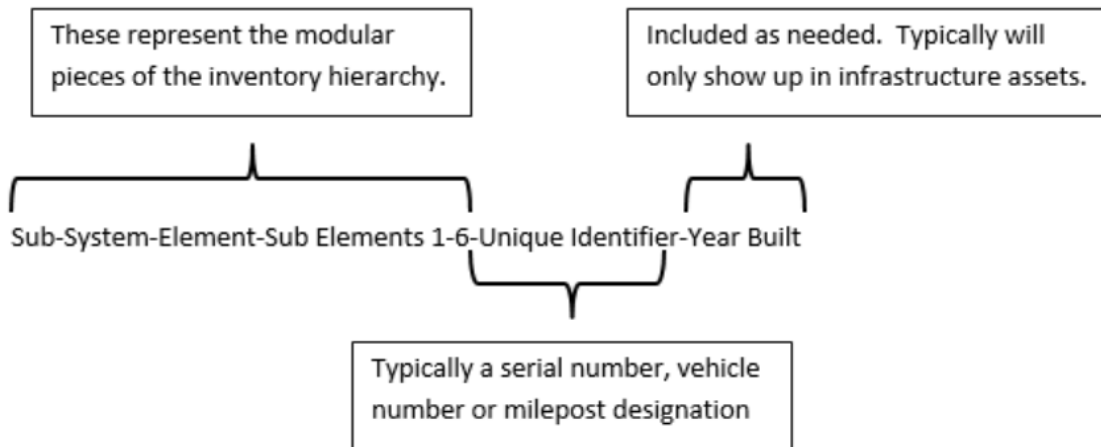 These represent the modular
pieces of the inventory hierarchy.
Included as needed.  Typically will
only show up in infrastructure assets.
Sub-System-Element-Sub Elements 1-6-Unique Identifier-Year Built
Typically a serial number, vehicle
number or milepost designation